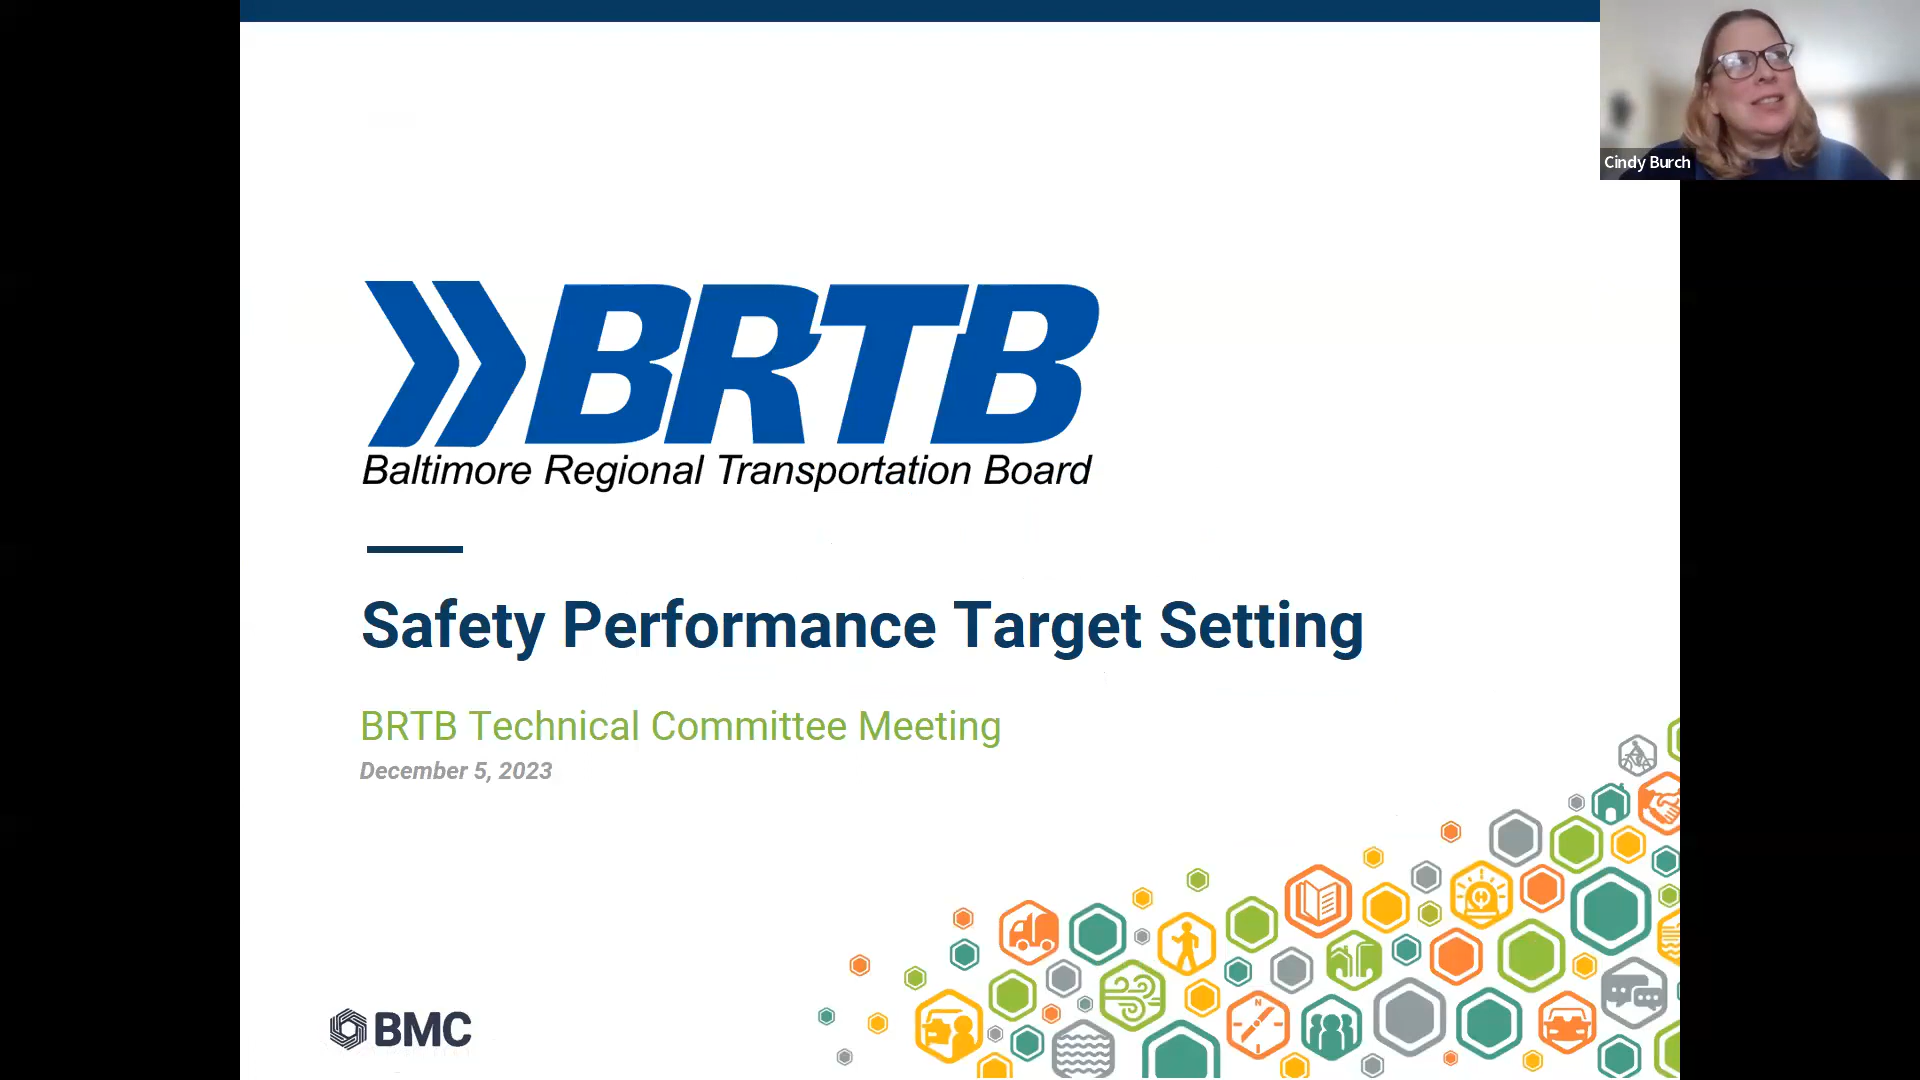 Cindy Burch
BRTB
Baltimore Regional Transportation Board
Safety Performance Target Setting
BRTB Technical Committee Meeting
December 5, 2023
BMC
N